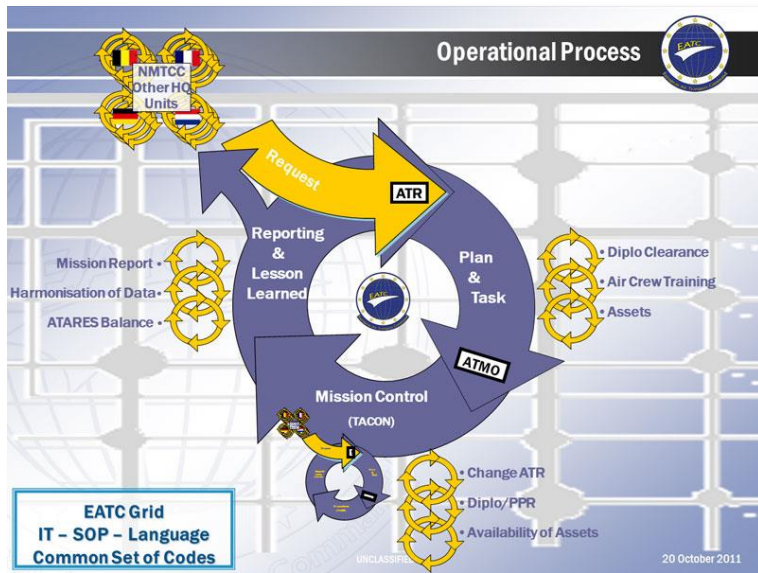 Operational Process
EATC
NMTCC
Other HQ
Units
Request
ATR
Reporting
&
Lesson
Learned
Plan
&
Task
Mission Report •
Harmonisation of Data •
ATARES Balance •
• Diplo Clearance
• Air Crew Training
• Assets
EATC
ATMO
Mission Control
(TACON)
• Change ATR
• Diplo/PPR
• Availability of Assets
EATC Grid
IT – SOP – Language
Common Set of Codes
UNCLASSIFIED
20 October 2011